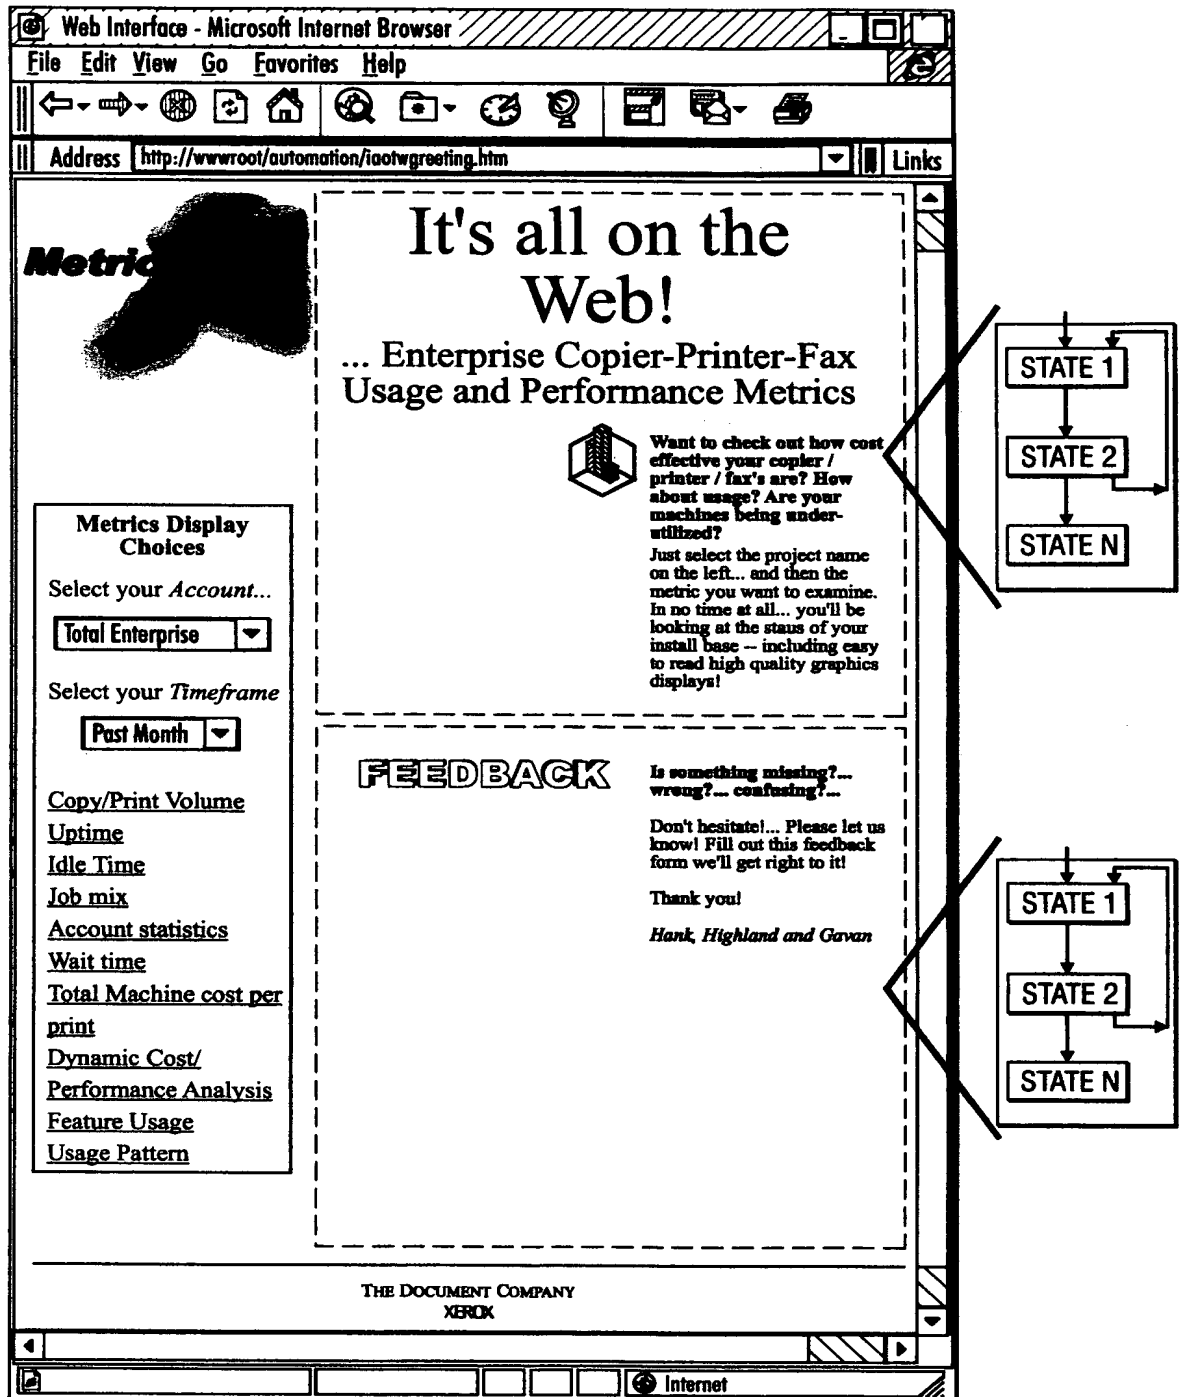 Web Interface - Microsoft Internet Browser
File Edit View Go Favorites Help
Address http://wwwroot/automation/iaotwgreeting.htm Links
Metric
It's all on the
Web!
... Enterprise Copier-Printer-Fax
Usage and Performance Metrics
Want to check out how cost
effective your copier /
printer / fax's are? How
about usage? Are your
machines being under-
utilized?
Just select the project name
on the left... and then the
metric you want to examine.
In no time at all... you'll be
looking at the staus of your
install base -- including easy
to read high quality graphics
displays!
Metrics Display
Choices
Select your Account...
Total Enterprise
Select your Timeframe
Past Month
Copy/Print Volume
Uptime
Idle Time
Job mix
Account statistics
Wait time
Total Machine cost per
print
Dynamic Cost/
Performance Analysis
Feature Usage
Usage Pattern
FEEDBACK
Is something missing?...
wrong?... confusing?...
Don't hesitate!... Please let us
know! Fill out this feedback
form we'll get right to it!
Thank you!
Hank, Highland and Gavan
THE DOCUMENT COMPANY
XEROX
Internet
STATE 1
STATE 2
STATE N
STATE 1
STATE 2
STATE N